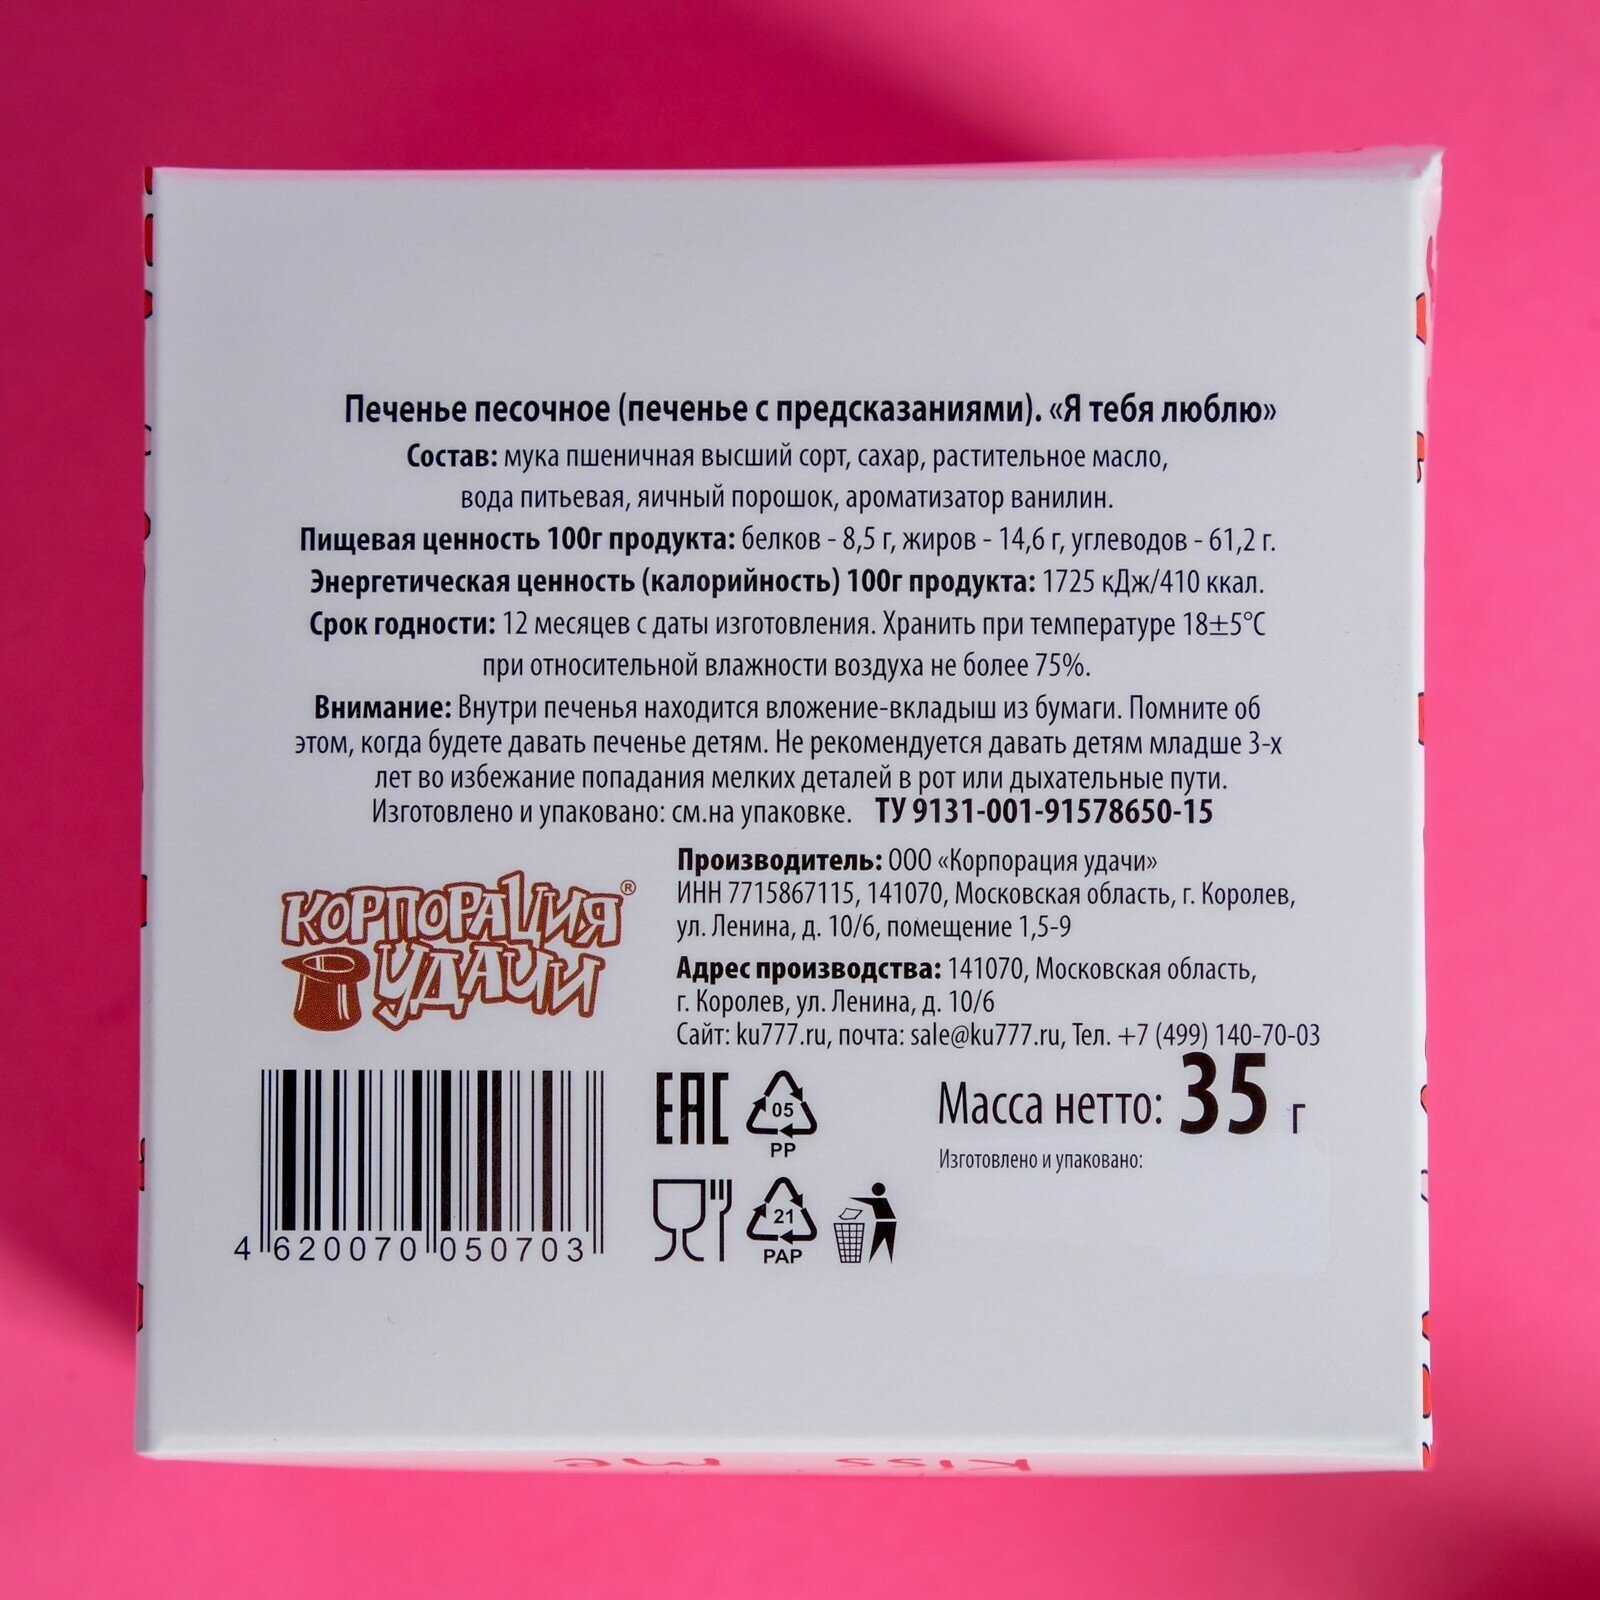 Печенье песочное (печенье с предсказаниями). «Я тебя люблю»
Состав: мука пшеничная высший сорт, сахар, растительное масло,
вода питьевая, яичный порошок, ароматизатор ванилин.
Пищевая ценность 100г продукта: белков - 8,5 г, жиров - 14,6 г, углеводов - 61,2 г.
Энергетическая ценность (калорийность) 100г продукта: 1725 кДж/410 ккал.
Срок годности: 12 месяцев с даты изготовления. Хранить при температуре 18±5°С
при относительной влажности воздуха не более 75%.
Внимание: Внутри печенья находится вложение-вкладыш из бумаги. Помните об
этом, когда будете давать печенье детям. Не рекомендуется давать детям младше 3-х
лет во избежание попадания мелких деталей в рот или дыхательные пути.
Изготовлено и упаковано: см.на упаковке. ТУ 9131-001-91578650-15
КОРПОРАЦИЯ®
УДАЧИ
Производитель: ООО «Корпорация удачи»
ИНН 7715867115, 141070, Московская область, г. Королев,
ул. Ленина, д. 10/6, помещение 1,5-9
Адрес производства: 141070, Московская область,
г. Королев, ул. Ленина, д. 10/6
Сайт: ku777.ru, почта: sale@ku777.ru, Тел. +7 (499) 140-70-03
4 620070 050703
EAC
05
PP
21
PAP
Масса нетто: 35 г
Изготовлено и упаковано:
Kiss me